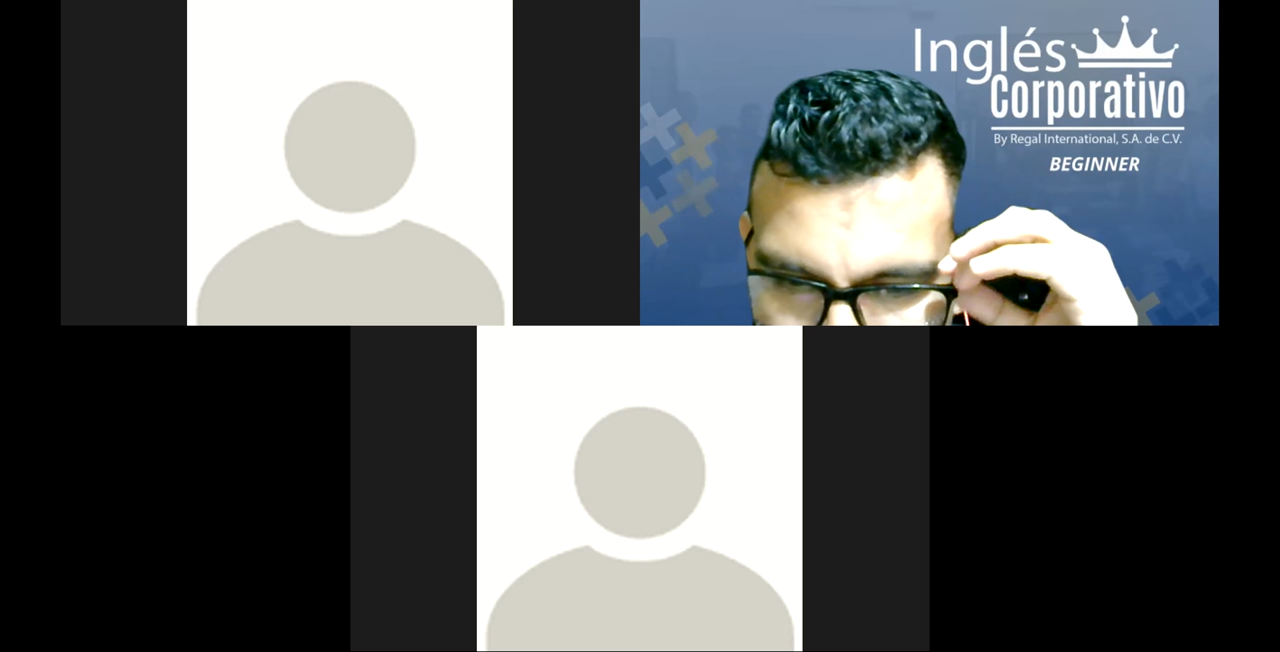 Inglés
Corporativo
By Regal International, S.A. de C.V.
BEGINNER